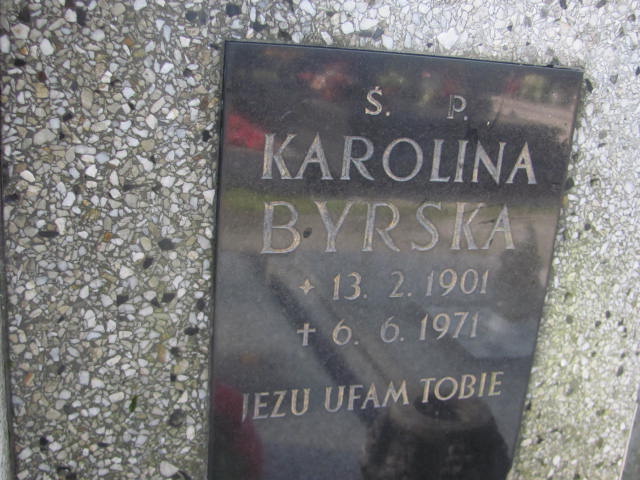 Ś. P.
KAROLINA
BYRSKA
+ 13. 2. 1901
† 6. 6. 1971
JEZU UFAM TOBIE